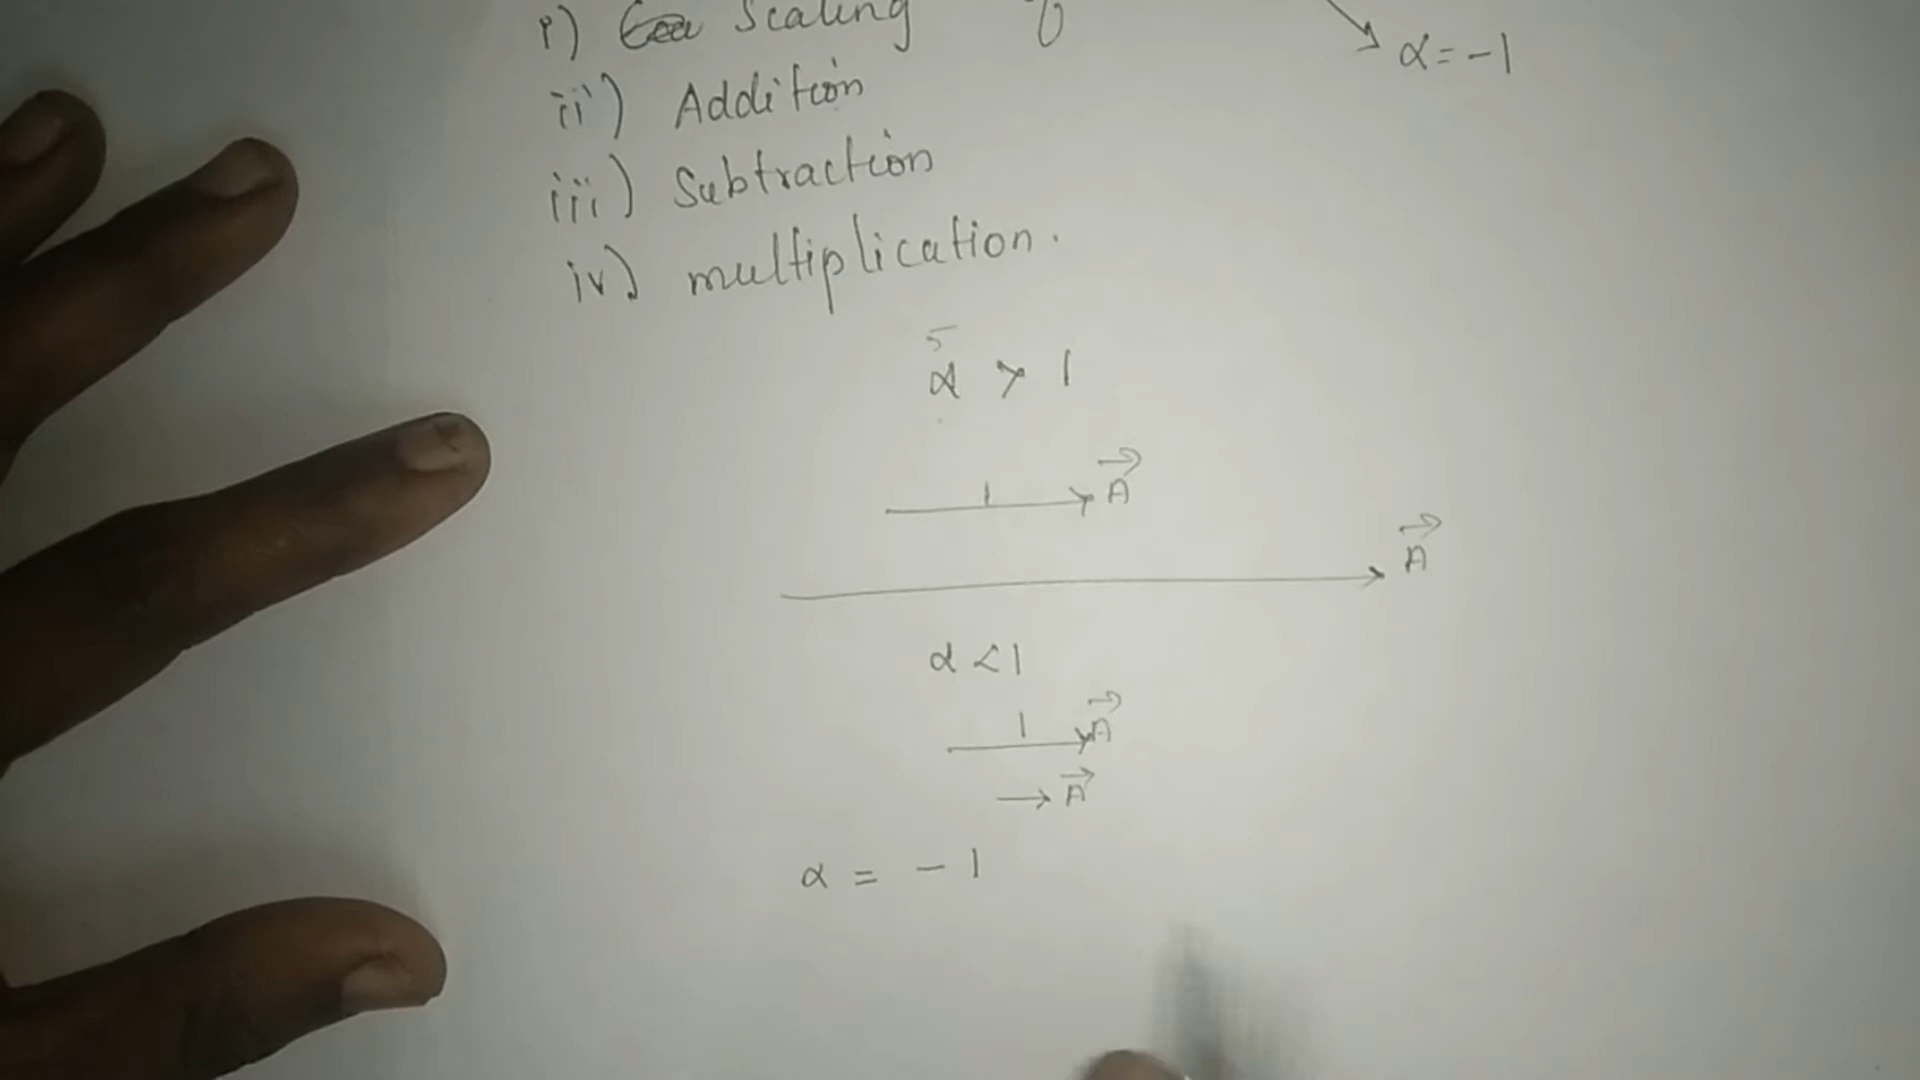 i) Scaling
α = -1
ii) Addition
iii) Subtraction
iv) multiplication.
5
α > 1
1 A
A
α < 1
1 A
A
α = - 1